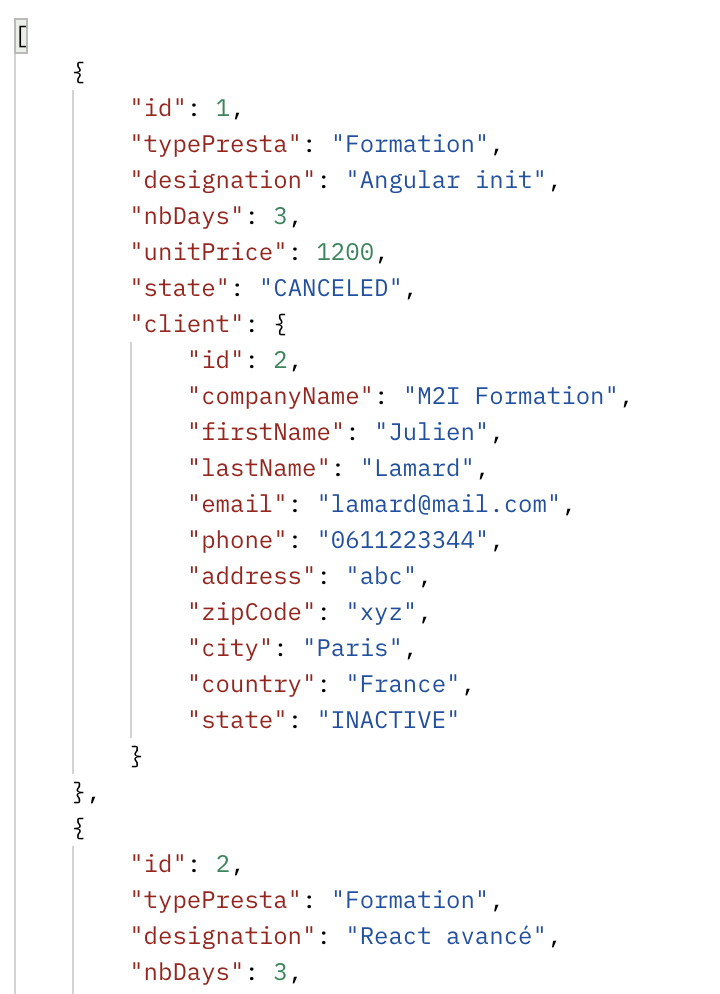 [
{
"id": 1,
"typePresta": "Formation",
"designation": "Angular init",
"nbDays": 3,
"unitPrice": 1200,
"state": "CANCELED",
"client": {
"id": 2,
"companyName": "M2I Formation",
"firstName": "Julien",
"lastName": "Lamard",
"email": "lamard@mail.com",
"phone": "0611223344",
"address": "abc",
"zipCode": "xyz",
"city": "Paris",
"country": "France",
"state": "INACTIVE"
}
},
{
"id": 2,
"typePresta": "Formation",
"designation": "React avancé",
"nbDays": 3,